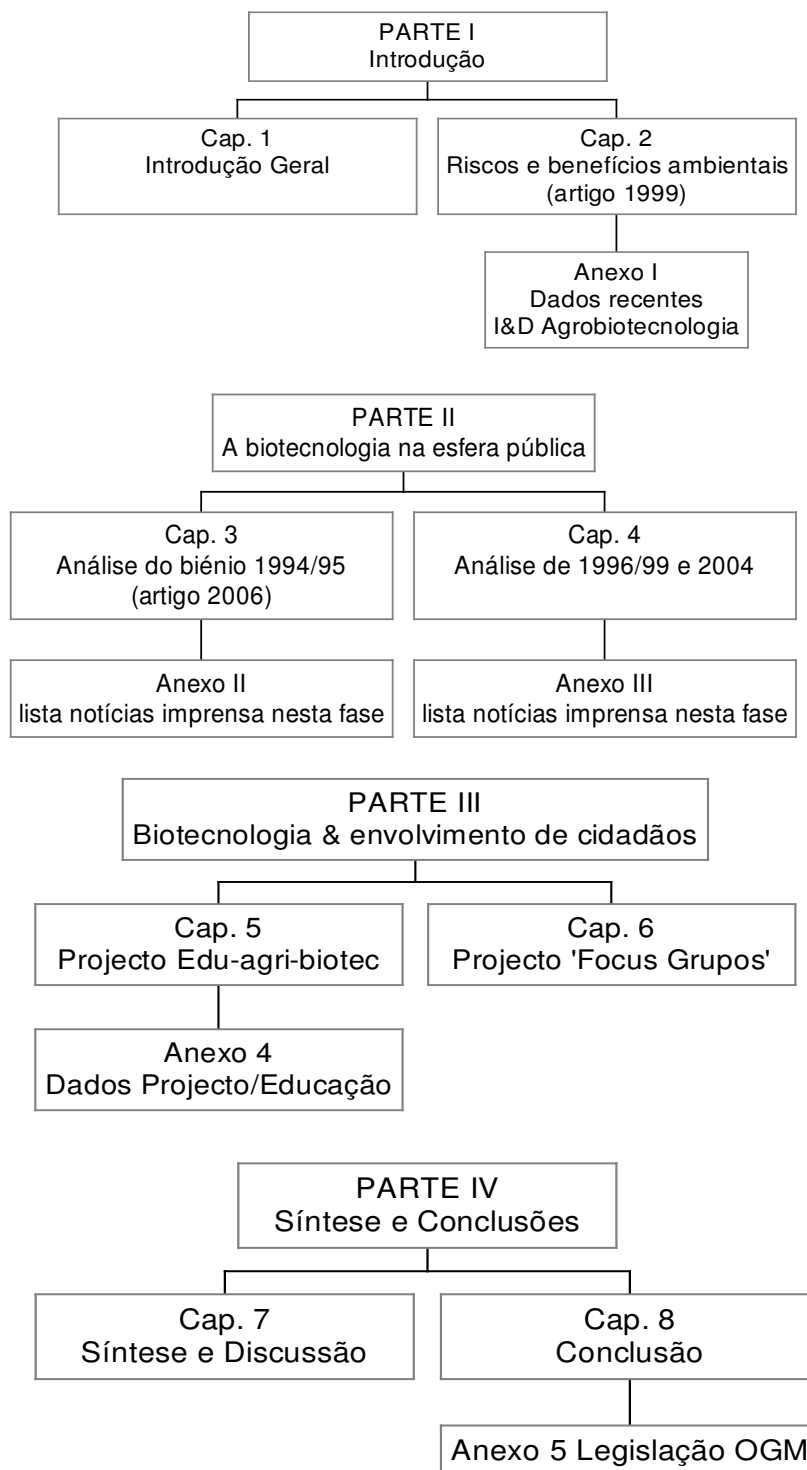 PARTE I
Introdução
Cap. 1
Introdução Geral
Cap. 2
Riscos e benefícios ambientais
(artigo 1999)
Anexo I
Dados recentes
I&D Agrobiotecnologia
PARTE II
A biotecnologia na esfera pública
Cap. 3
Análise do biénio 1994/95
(artigo 2006)
Cap. 4
Análise de 1996/99 e 2004
Anexo II
lista notícias imprensa nesta fase
Anexo III
lista notícias imprensa nesta fase
PARTE III
Biotecnologia & envolvimento de cidadãos
Cap. 5
Projecto Edu-agri-biotec
Cap. 6
Projecto 'Focus Grupos'
Anexo 4
Dados Projecto/Educação
PARTE IV
Síntese e Conclusões
Cap. 7
Síntese e Discussão
Cap. 8
Conclusão
Anexo 5 Legislação OGM